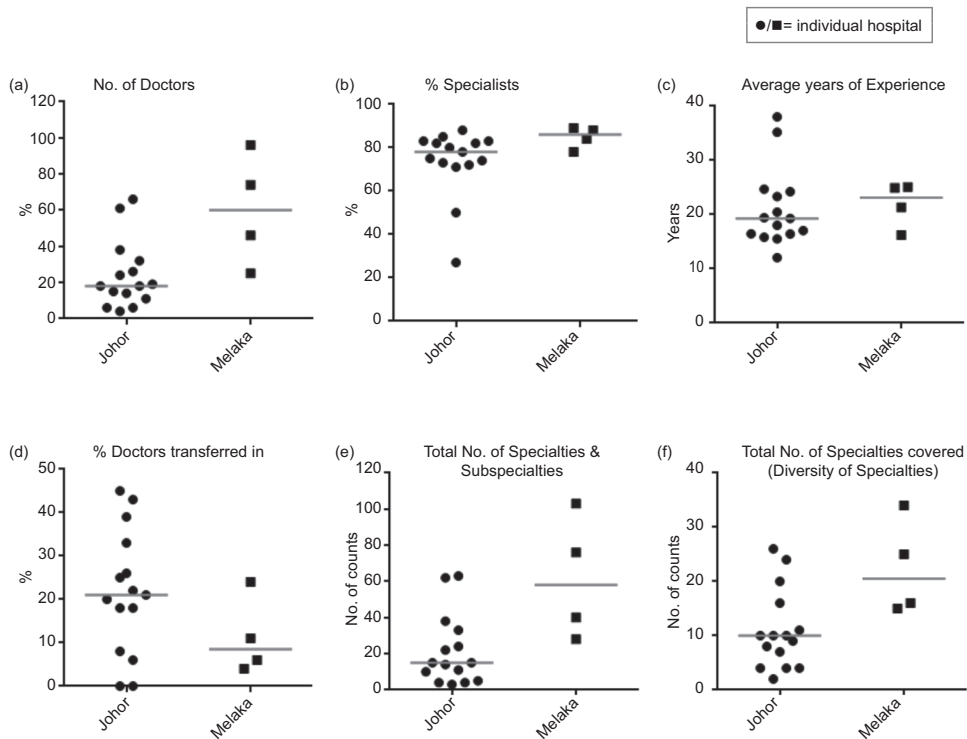 ●/■= individual hospital
(a) No. of Doctors
120
100
80
60
40
20
0
%
Johor
Melaka
(b) % Specialists
100
80
60
40
20
0
%
Johor
Melaka
(c) Average years of Experience
40
30
20
10
0
Years
Johor
Melaka
(d) % Doctors transferred in
50
40
30
20
10
0
%
Johor
Melaka
(e) Total No. of Specialties &
Subspecialties
120
100
80
60
40
20
0
No. of counts
Johor
Melaka
(f) Total No. of Specialties covered
(Diversity of Specialties)
40
30
20
10
0
No. of counts
Johor
Melaka